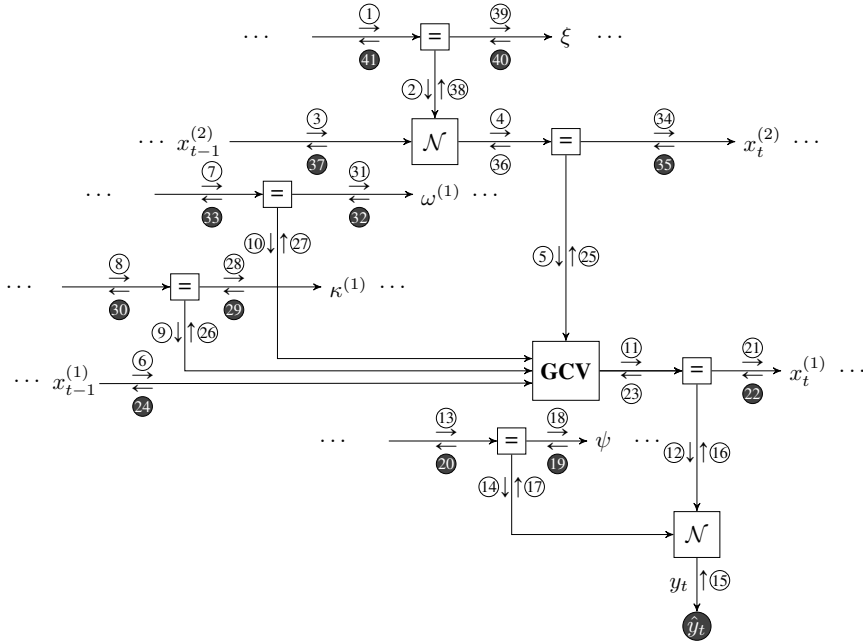 ① ㊴
⋯ = ξ ⋯
㊶ ㊵
② ㊳
③ ④ ㉞
⋯ x_{t-1}^{(2)} 𝒩 = x_t^{(2)} ⋯
㊲ ㊱ ㉟
⑦ ㉛
⋯ = ω^{(1)} ⋯
㉝ ㉜
⑩ ㉗ ⑤ ㉕
⑧ ㉘
⋯ = κ^{(1)} ⋯
㉚ ㉙
⑨ ㉖
⑥ GCV ⑪ ㉑
⋯ x_{t-1}^{(1)} = x_t^{(1)} ⋯
㉔ ㉓ ㉒
⑬ ⑱
⋯ = ψ ⋯
⑳ ⑲
⑫ ⑯
⑭ ⑰
𝒩
y_t ⑮
ŷ_t